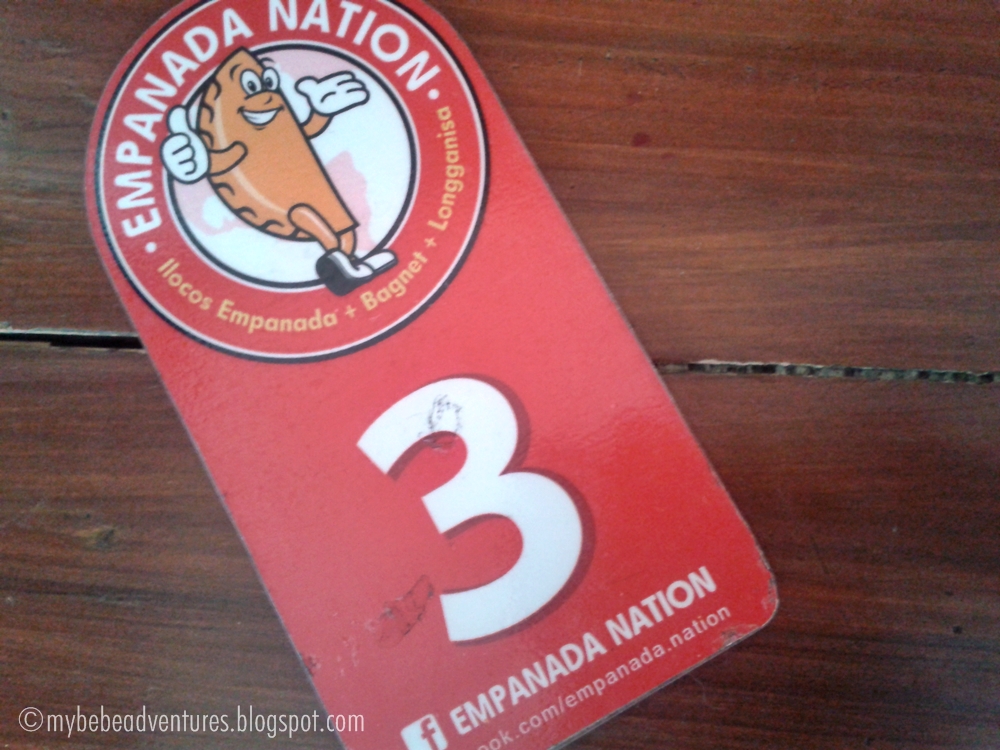 • EMPANADA NATION •
Ilocos Empanada + Bagnet + Longganisa
3
f EMPANADA NATION
ook.com/empanada.nation
©mybebeadventures.blogspot.com